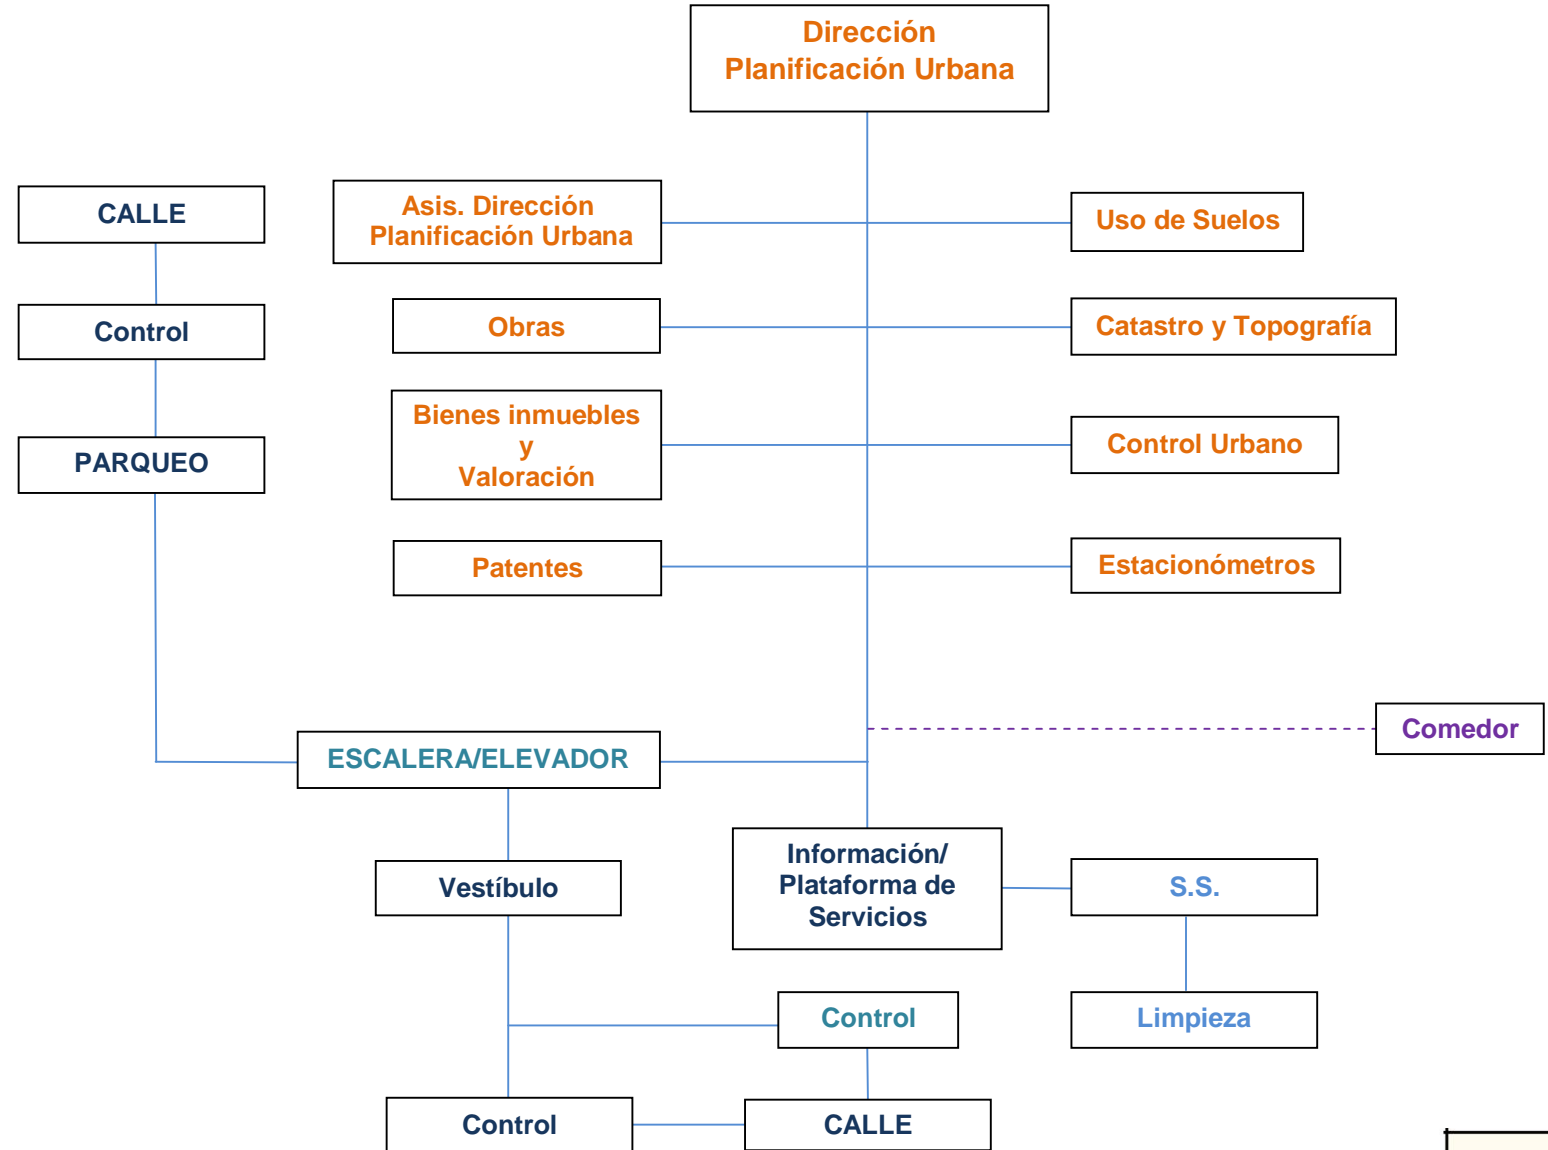 Dirección
Planificación Urbana
CALLE
Asis. Dirección
Planificación Urbana
Uso de Suelos
Control
Obras
Catastro y Topografía
PARQUEO
Bienes inmuebles
y
Valoración
Control Urbano
Patentes
Estacionómetros
Comedor
ESCALERA/ELEVADOR
Vestíbulo
Información/
Plataforma de
Servicios
S.S.
Control
Limpieza
Control
CALLE